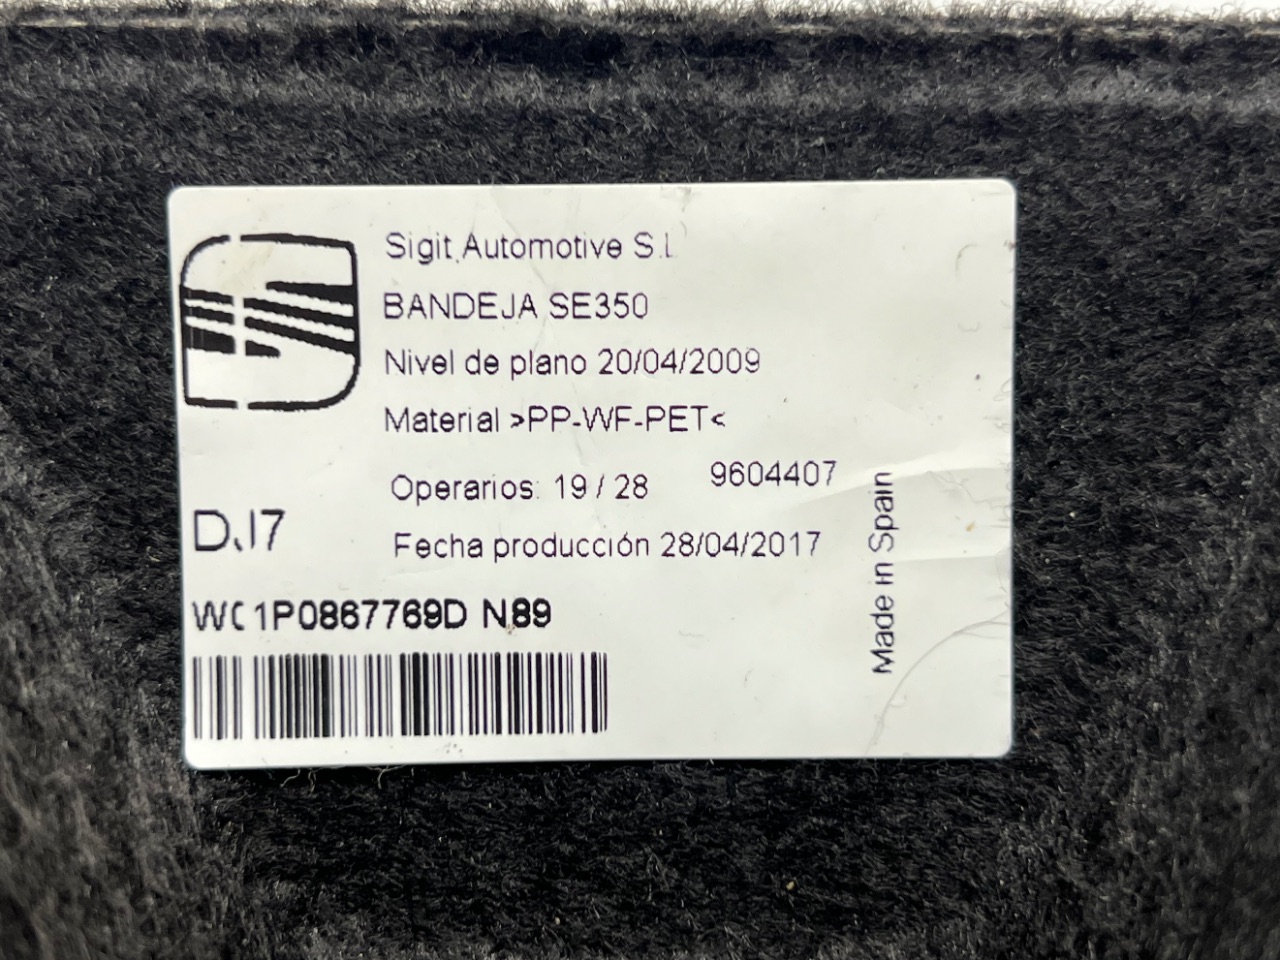 Sigit Automotive S.L
BANDEJA SE350
Nivel de plano 20/04/2009
Material >PP-WF-PET<
Operarios: 19 / 28 9604407
Fecha producción 28/04/2017
1P0867769D N89
Made in Spain